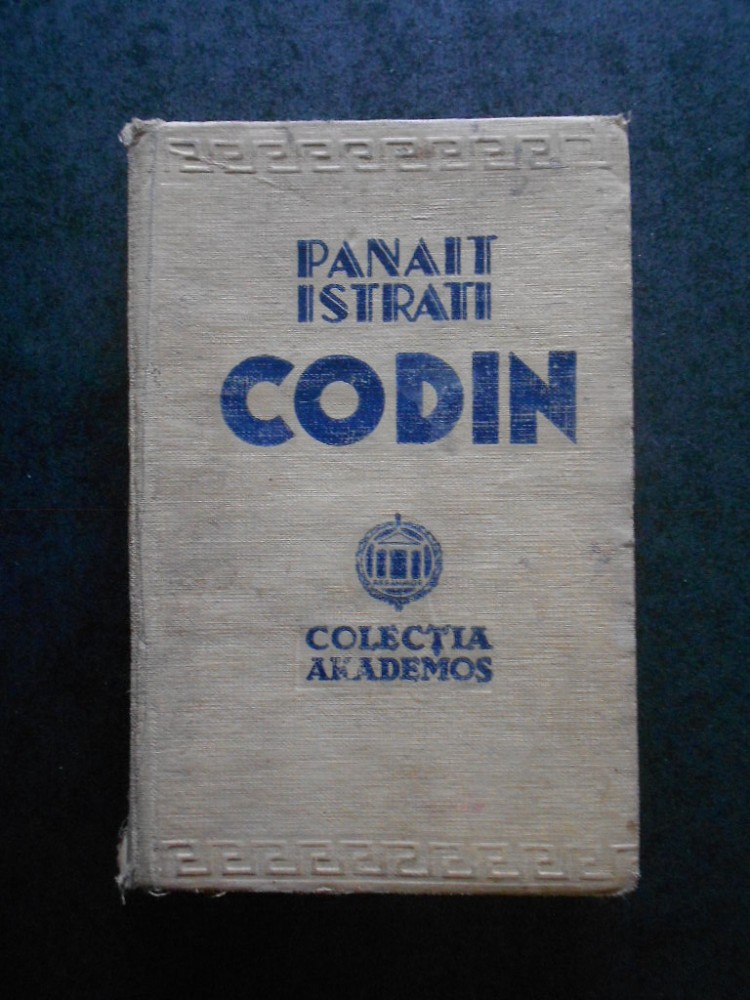 PANAIT
ISTRATI
CODIN
COLECȚIA
AKADEMOS